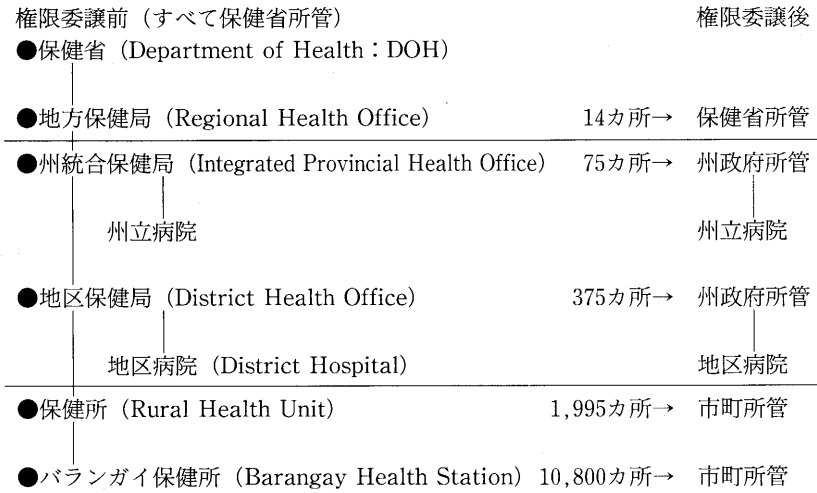 権限委譲前（すべて保健省所管） 権限委譲後
●保健省（Department of Health：DOH）
●地方保健局（Regional Health Office） 14カ所→ 保健省所管
●州統合保健局（Integrated Provincial Health Office） 75カ所→ 州政府所管
州立病院 州立病院
●地区保健局（District Health Office） 375カ所→ 州政府所管
地区病院（District Hospital） 地区病院
●保健所（Rural Health Unit） 1,995カ所→ 市町所管
●バランガイ保健所（Barangay Health Station） 10,800カ所→ 市町所管